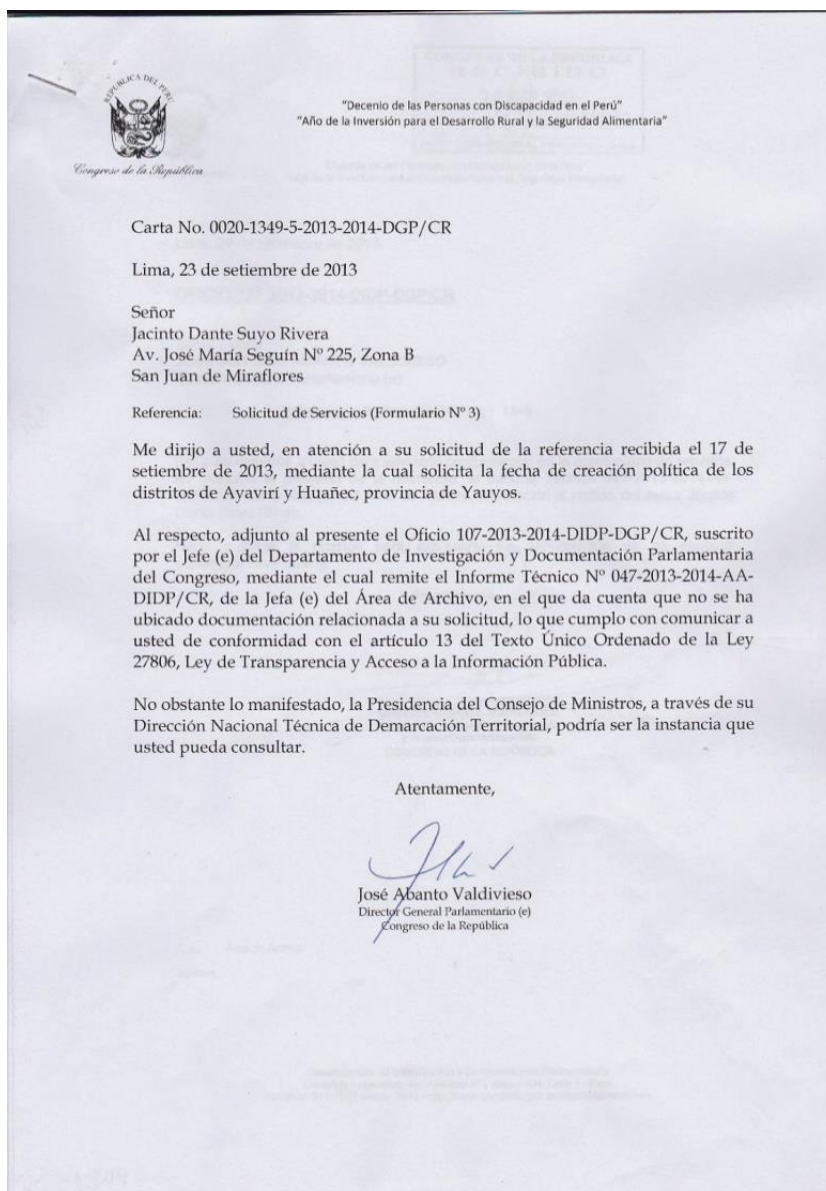 REPUBLICA DEL PERU
Congreso de la República
"Decenio de las Personas con Discapacidad en el Perú"
"Año de la Inversión para el Desarrollo Rural y la Seguridad Alimentaria"
Carta No. 0020-1349-5-2013-2014-DGP/CR
Lima, 23 de setiembre de 2013
Señor
Jacinto Dante Suyo Rivera
Av. José María Seguín Nº 225, Zona B
San Juan de Miraflores
Referencia: Solicitud de Servicios (Formulario Nº 3)
Me dirijo a usted, en atención a su solicitud de la referencia recibida el 17 de
setiembre de 2013, mediante la cual solicita la fecha de creación política de los
distritos de Ayavirí y Huañec, provincia de Yauyos.
Al respecto, adjunto al presente el Oficio 107-2013-2014-DIDP-DGP/CR, suscrito
por el Jefe (e) del Departamento de Investigación y Documentación Parlamentaria
del Congreso, mediante el cual remite el Informe Técnico Nº 047-2013-2014-AA-
DIDP/CR, de la Jefa (e) del Área de Archivo, en el que da cuenta que no se ha
ubicado documentación relacionada a su solicitud, lo que cumplo con comunicar a
usted de conformidad con el artículo 13 del Texto Único Ordenado de la Ley
27806, Ley de Transparencia y Acceso a la Información Pública.
No obstante lo manifestado, la Presidencia del Consejo de Ministros, a través de su
Dirección Nacional Técnica de Demarcación Territorial, podría ser la instancia que
usted pueda consultar.
Atentamente,
José Abanto Valdivieso
Director General Parlamentario (e)
Congreso de la República